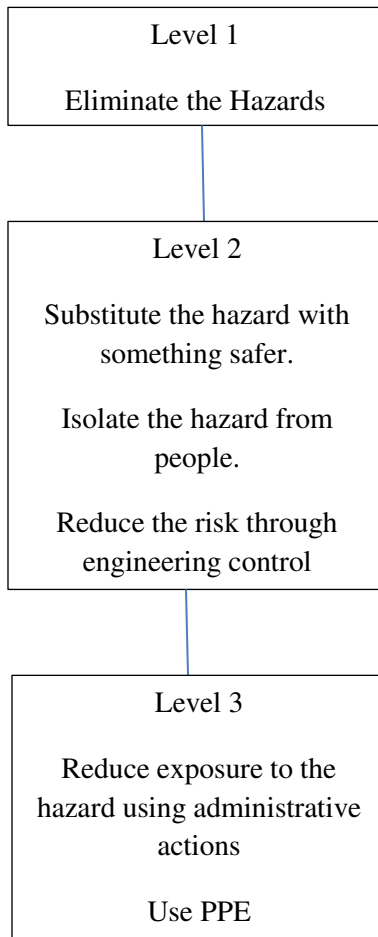 Level 1
Eliminate the Hazards
Level 2
Substitute the hazard with
something safer.
Isolate the hazard from
people.
Reduce the risk through
engineering control
Level 3
Reduce exposure to the
hazard using administrative
actions
Use PPE